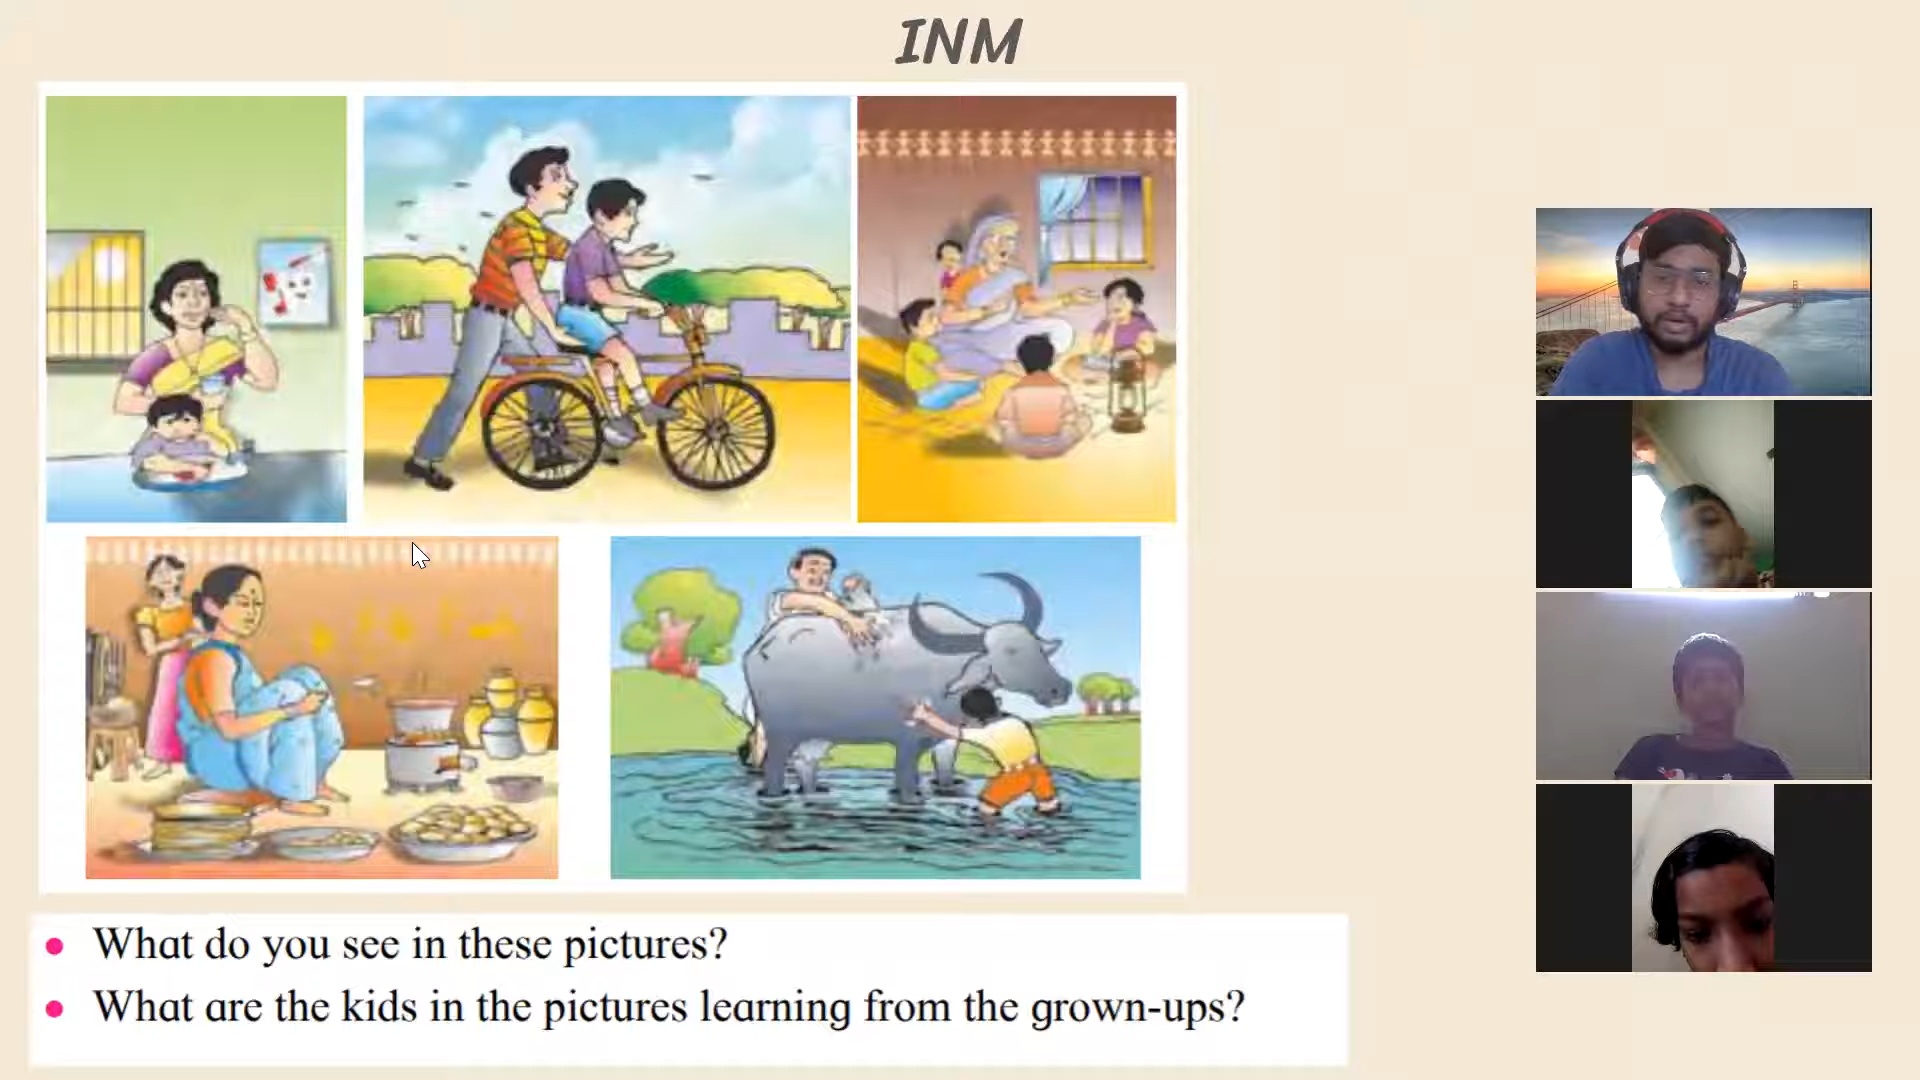 INM
What do you see in these pictures?
What are the kids in the pictures learning from the grown-ups?